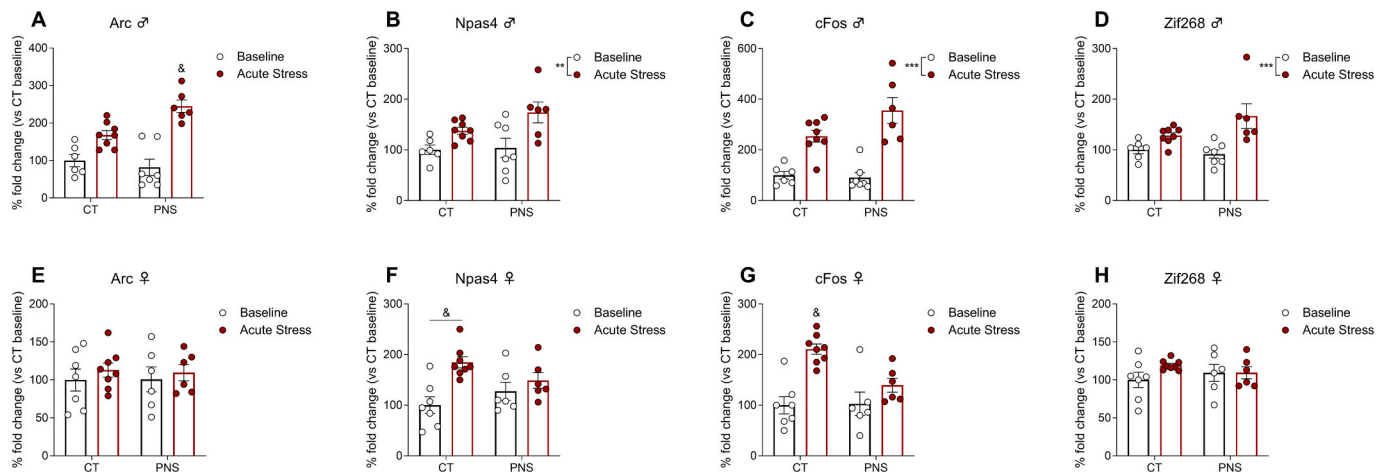 A
Arc ♂
% fold change (vs CT baseline)
400
300
200
100
0
CT
PNS
&
Baseline
Acute Stress
B
Npas4 ♂
% fold change (vs CT baseline)
300
200
100
0
CT
PNS
**
Baseline
Acute Stress
C
cFos ♂
% fold change (vs CT baseline)
600
400
200
0
CT
PNS
***
Baseline
Acute Stress
D
Zif268 ♂
% fold change (vs CT baseline)
300
200
100
0
CT
PNS
***
Baseline
Acute Stress
E
Arc ♀
% fold change (vs CT baseline)
200
150
100
50
0
CT
PNS
Baseline
Acute Stress
F
Npas4 ♀
% fold change (vs CT baseline)
300
200
100
0
&
CT
PNS
Baseline
Acute Stress
G
cFos ♀
% fold change (vs CT baseline)
300
200
100
0
&
CT
PNS
Baseline
Acute Stress
H
Zif268 ♀
% fold change (vs CT baseline)
200
150
100
50
0
CT
PNS
Baseline
Acute Stress